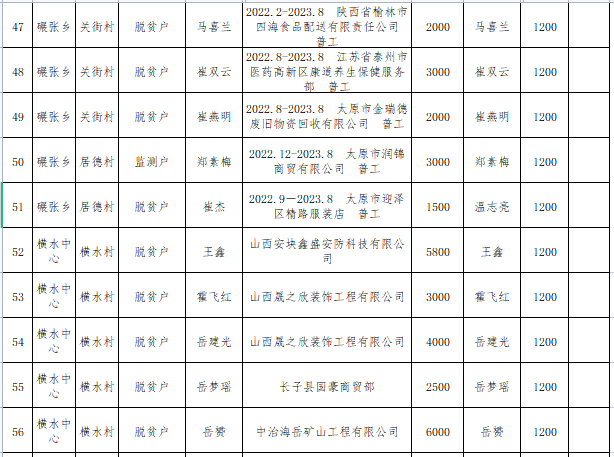 47 碾张乡 关街村 脱贫户 马喜兰 2022.2-2023.8 陕西省榆林市四海食品配送有限责任公司 普工 2000 马喜兰 1200
48 碾张乡 关街村 脱贫户 崔双云 2022.8-2023.8 江苏省泰州市医药高新区康道养生保健服务部 普工 3000 崔双云 1200
49 碾张乡 关街村 脱贫户 崔燕明 2022.8-2023.8 太原市金瑞德废旧物资回收有限公司 普工 2000 崔燕明 1200
50 碾张乡 居德村 监测户 郑素梅 2022.12-2023.8 太原市润锦商贸有限公司 普工 3000 郑素梅 1200
51 碾张乡 居德村 脱贫户 崔杰 2022.9-2023.8 太原市迎泽区精路服装店 普工 1500 温志亮 1200
52 横水中心 横水村 脱贫户 王鑫 山西安块鑫盛安防科技有限公司 5800 王鑫 1200
53 横水中心 横水村 脱贫户 霍飞红 山西晟之欣装饰工程有限公司 3000 霍飞红 1200
54 横水中心 横水村 脱贫户 岳建光 山西晟之欣装饰工程有限公司 4000 岳建光 1200
55 横水中心 横水村 脱贫户 岳梦瑶 长子县国豪商贸部 2500 岳梦瑶 1200
56 横水中心 横水村 脱贫户 岳赟 中冶海岳矿山工程有限公司 6000 岳赟 1200